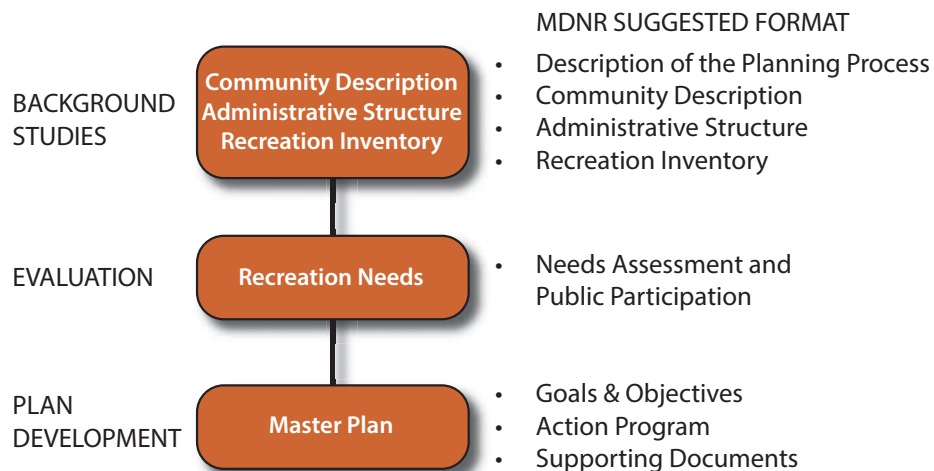 MDNR SUGGESTED FORMAT
BACKGROUND
STUDIES
Community Description
Administrative Structure
Recreation Inventory
• Description of the Planning Process
• Community Description
• Administrative Structure
• Recreation Inventory
EVALUATION
Recreation Needs
• Needs Assessment and
Public Participation
PLAN
DEVELOPMENT
Master Plan
• Goals & Objectives
• Action Program
• Supporting Documents